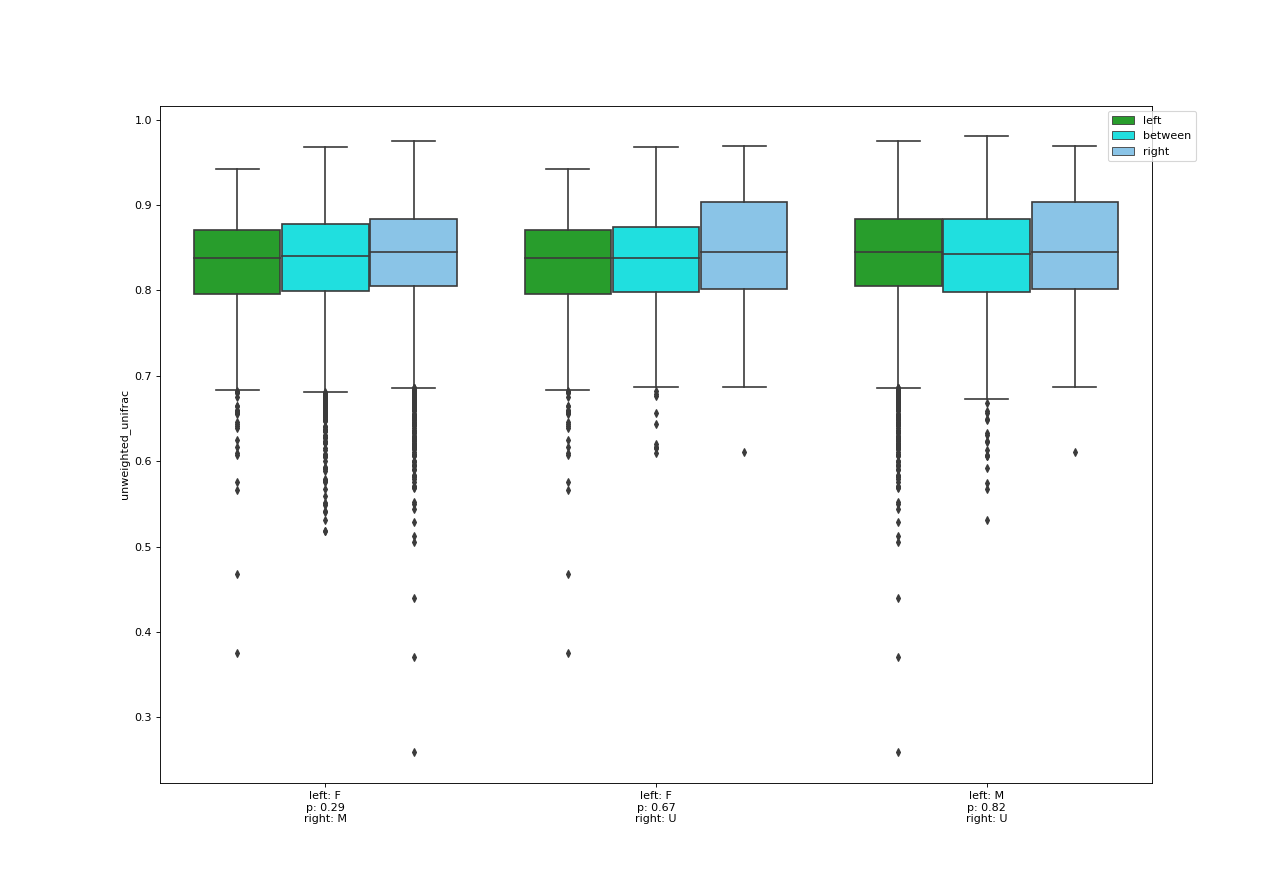 1.0
0.9
0.8
0.7
0.6
0.5
0.4
0.3
unweighted_unifrac
left
between
right
left: F
p: 0.29
right: M
left: F
p: 0.67
right: U
left: M
p: 0.82
right: U